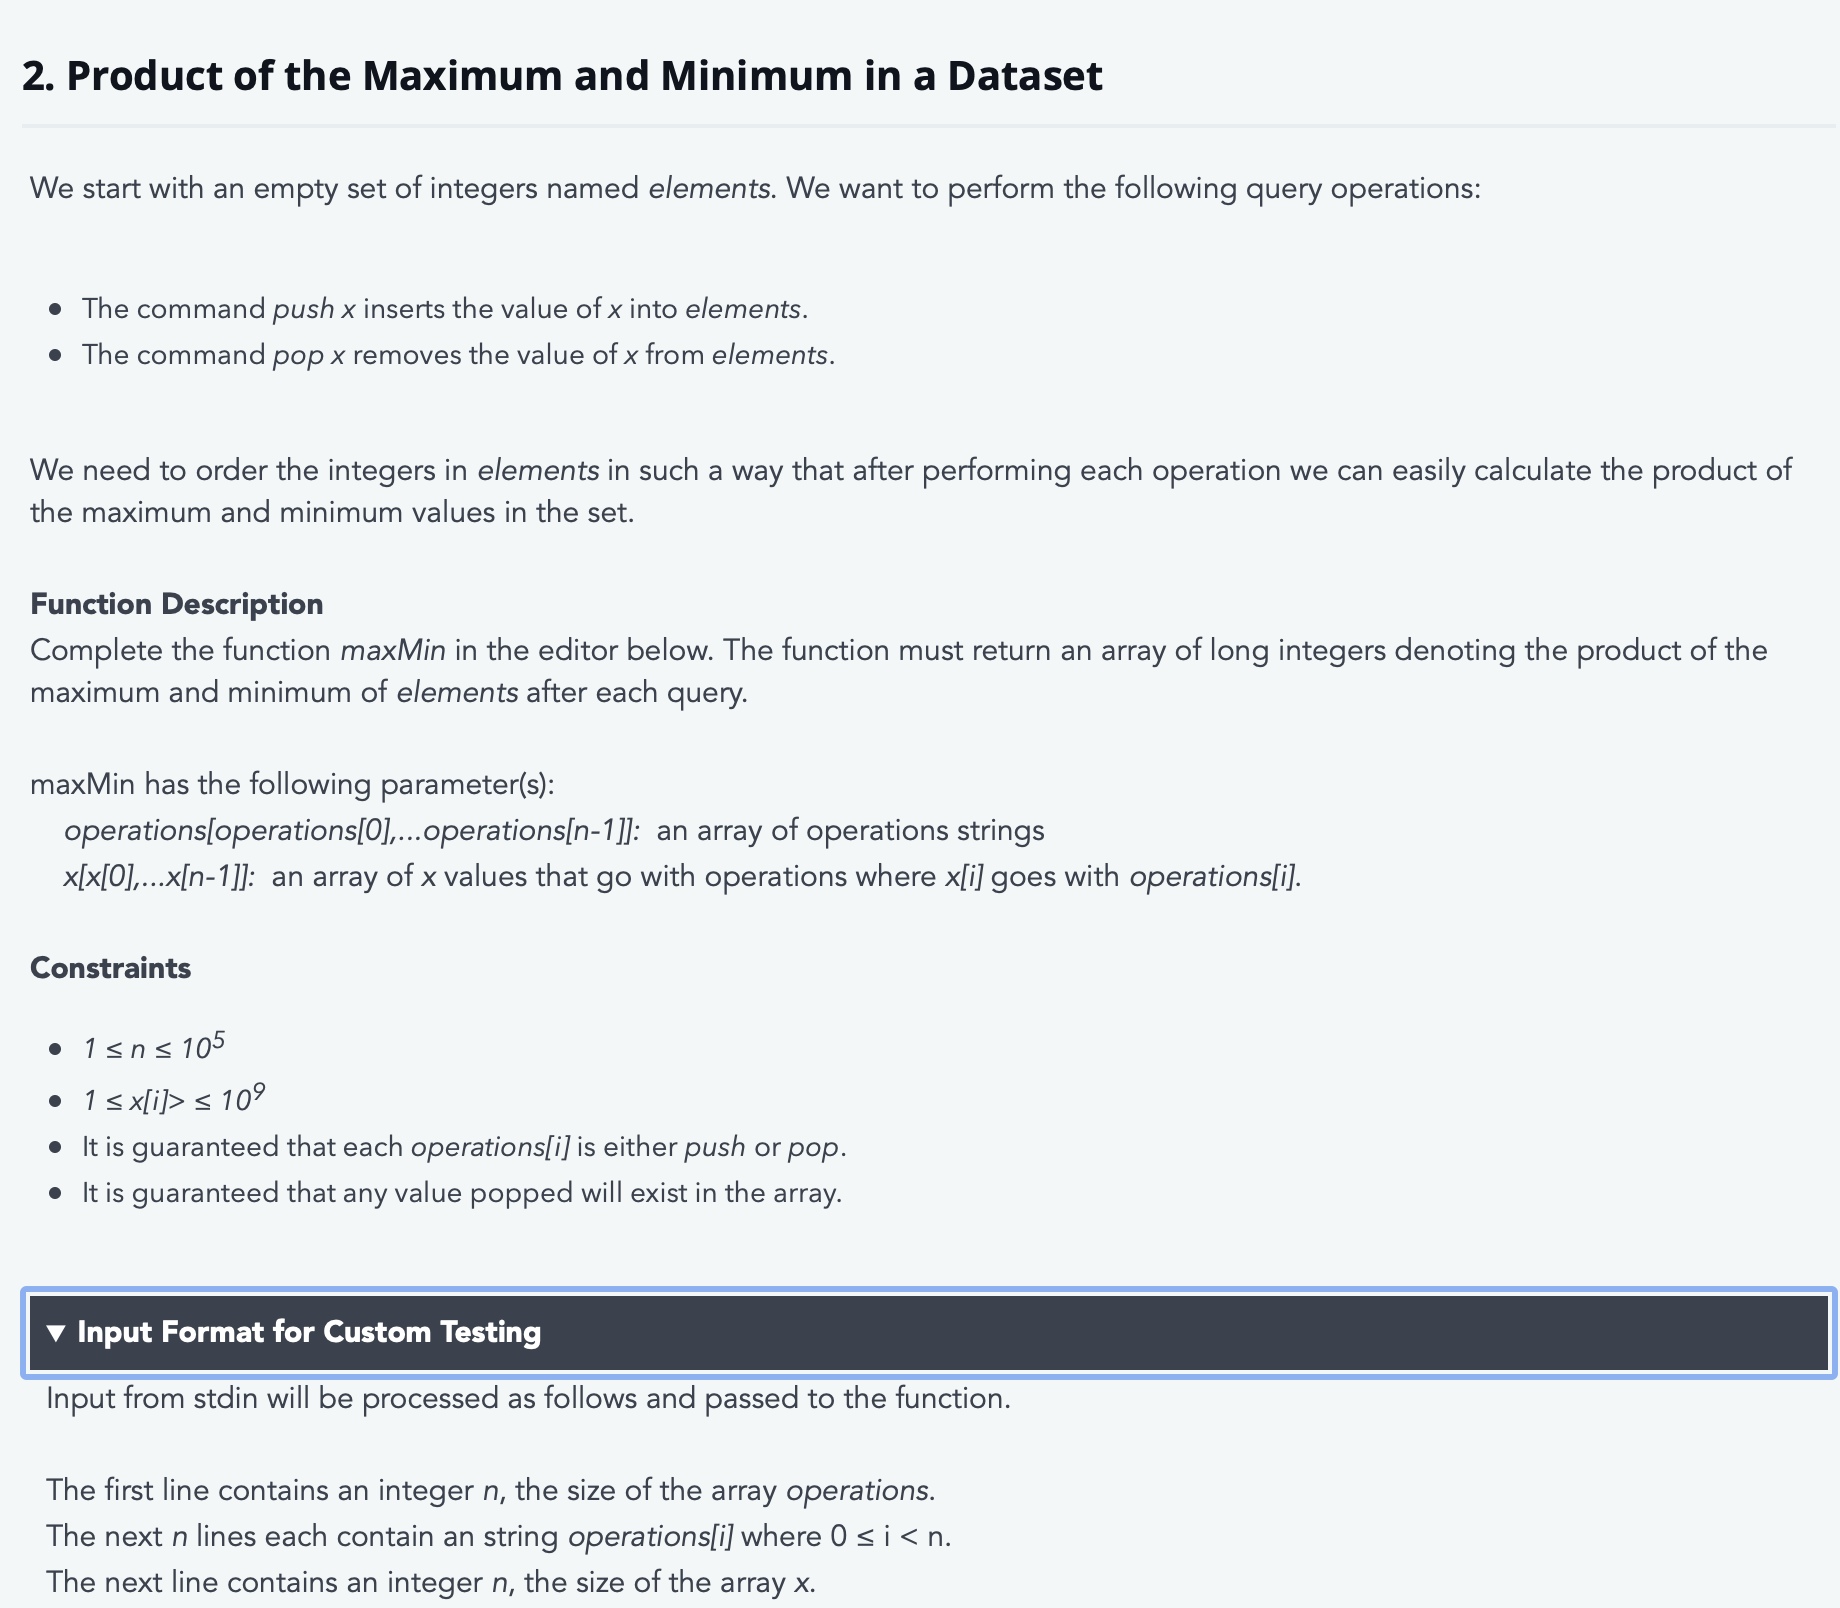 2. Product of the Maximum and Minimum in a Dataset
We start with an empty set of integers named elements. We want to perform the following query operations:
• The command push x inserts the value of x into elements.
• The command pop x removes the value of x from elements.
We need to order the integers in elements in such a way that after performing each operation we can easily calculate the product of
the maximum and minimum values in the set.
Function Description
Complete the function maxMin in the editor below. The function must return an array of long integers denoting the product of the
maximum and minimum of elements after each query.
maxMin has the following parameter(s):
operations[operations[0],...operations[n-1]]: an array of operations strings
x[x[0],...x[n-1]]: an array of x values that go with operations where x[i] goes with operations[i].
Constraints
• 1 ≤ n ≤ 10⁵
• 1 ≤ x[i]> ≤ 10⁹
• It is guaranteed that each operations[i] is either push or pop.
• It is guaranteed that any value popped will exist in the array.
▼ Input Format for Custom Testing
Input from stdin will be processed as follows and passed to the function.
The first line contains an integer n, the size of the array operations.
The next n lines each contain an string operations[i] where 0 ≤ i < n.
The next line contains an integer n, the size of the array x.